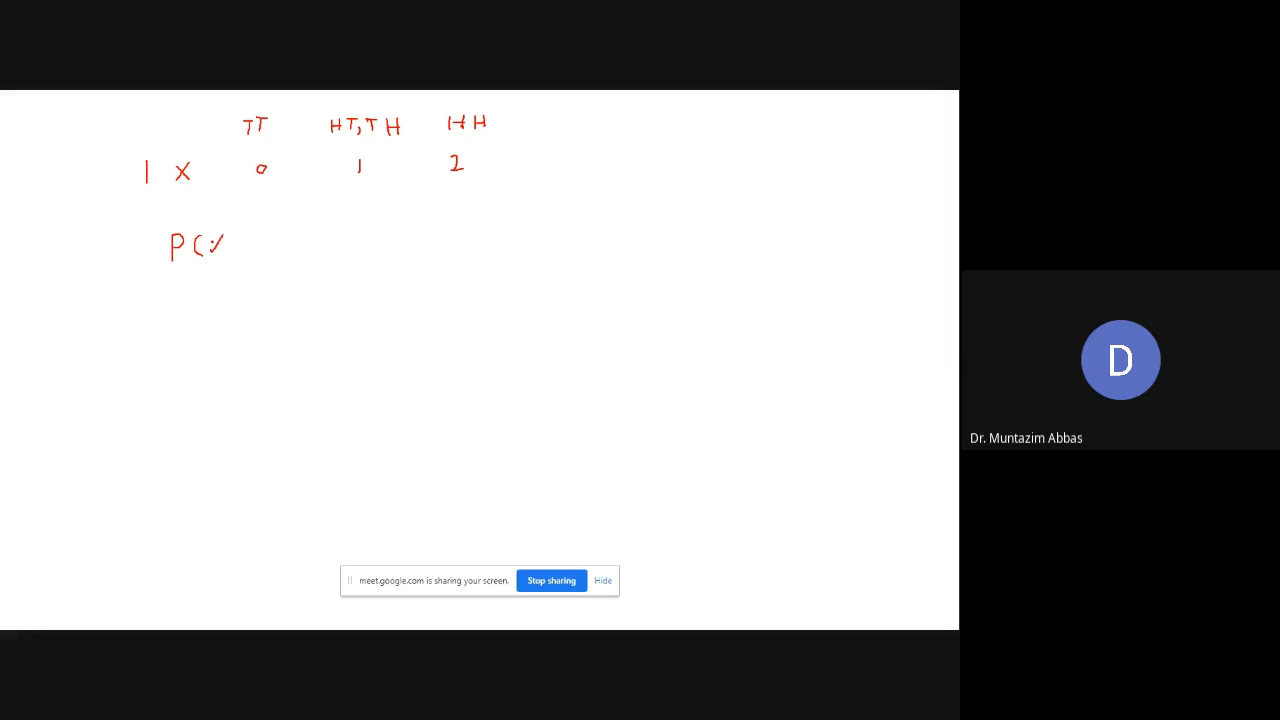 TT HT, TH HH
1 X 0 1 2
P(x
meet.google.com is sharing your screen. Stop sharing Hide
D
Dr. Muntazim Abbas